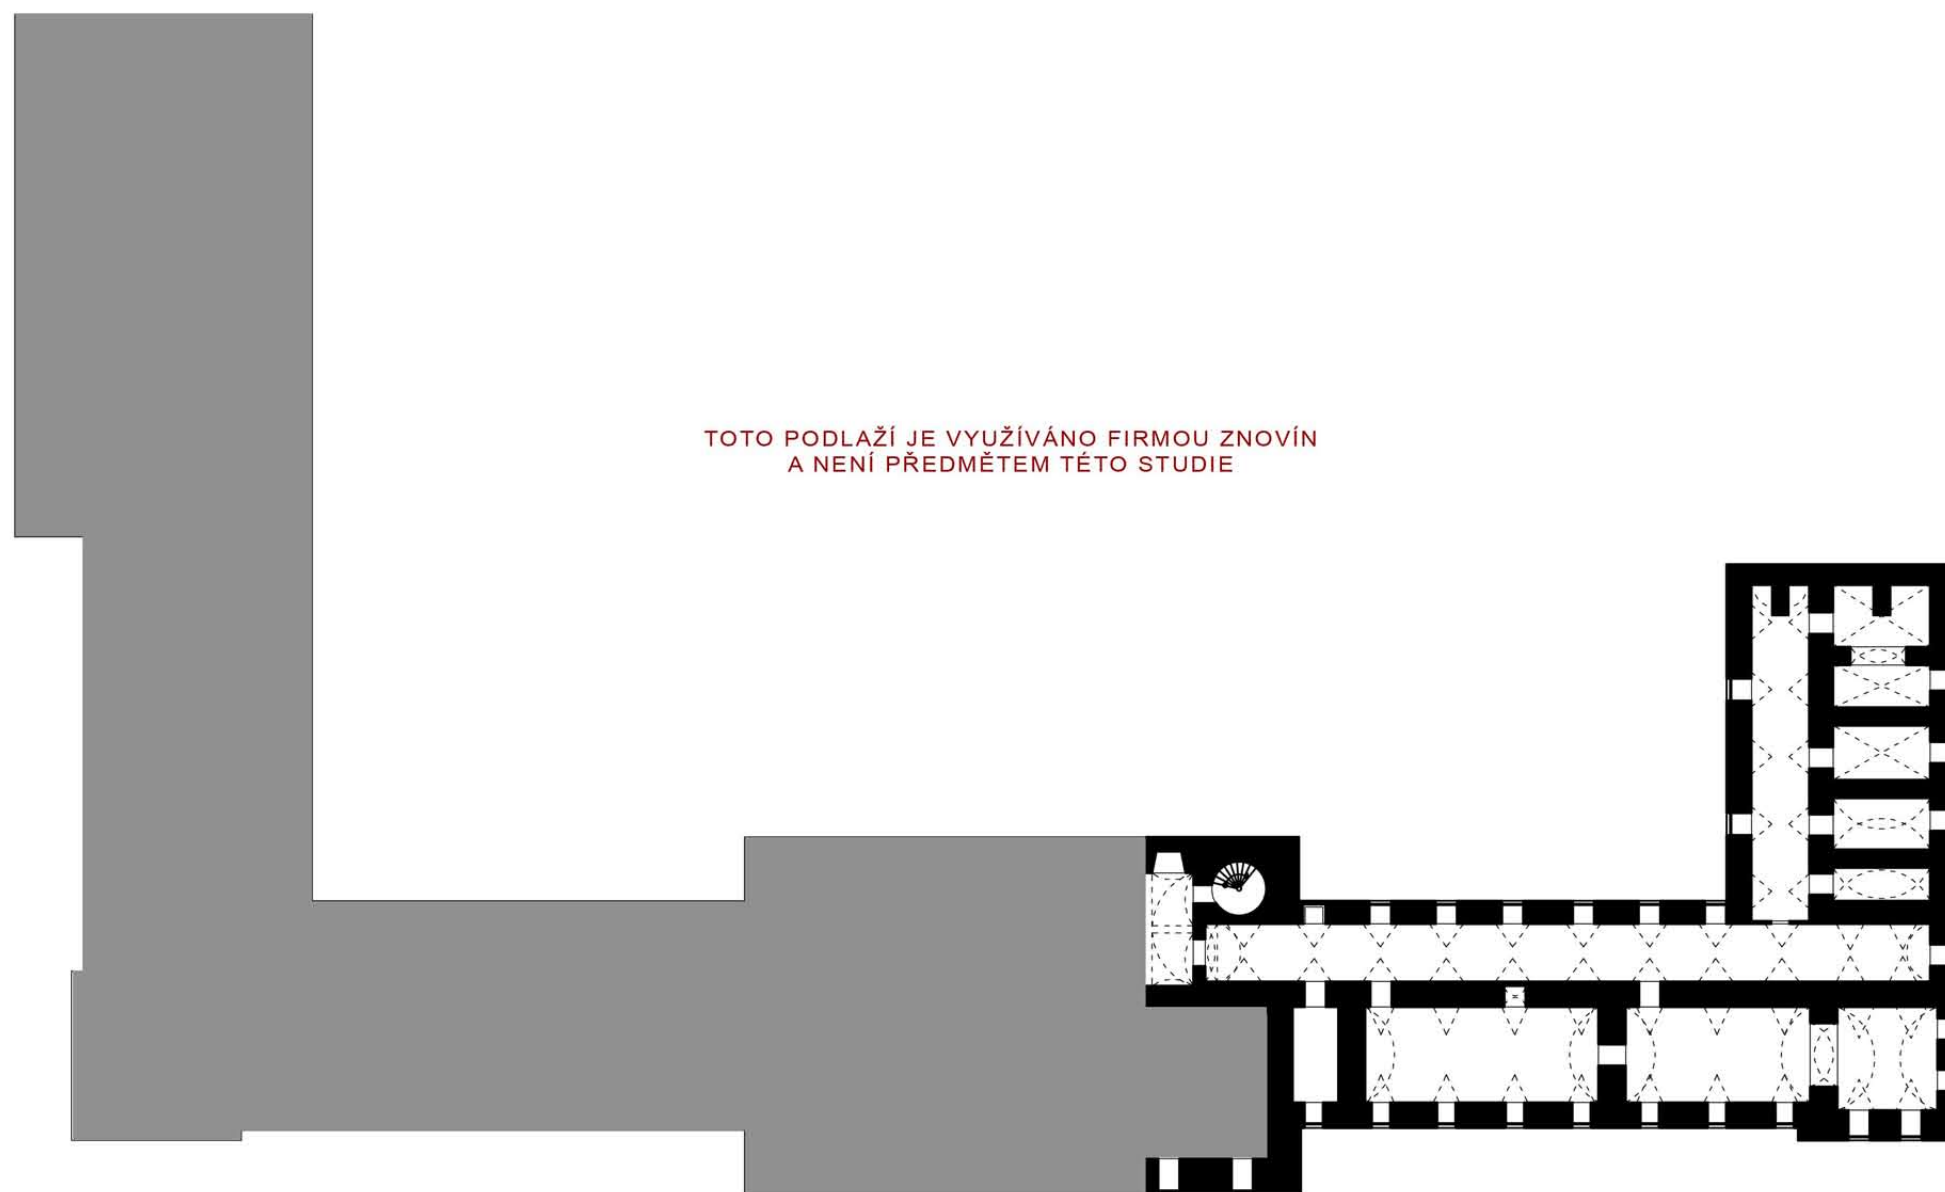 TOTO PODLAŽÍ JE VYUŽÍVÁNO FIRMOU ZNOVÍN
A NENÍ PŘEDMĚTEM TÉTO STUDIE